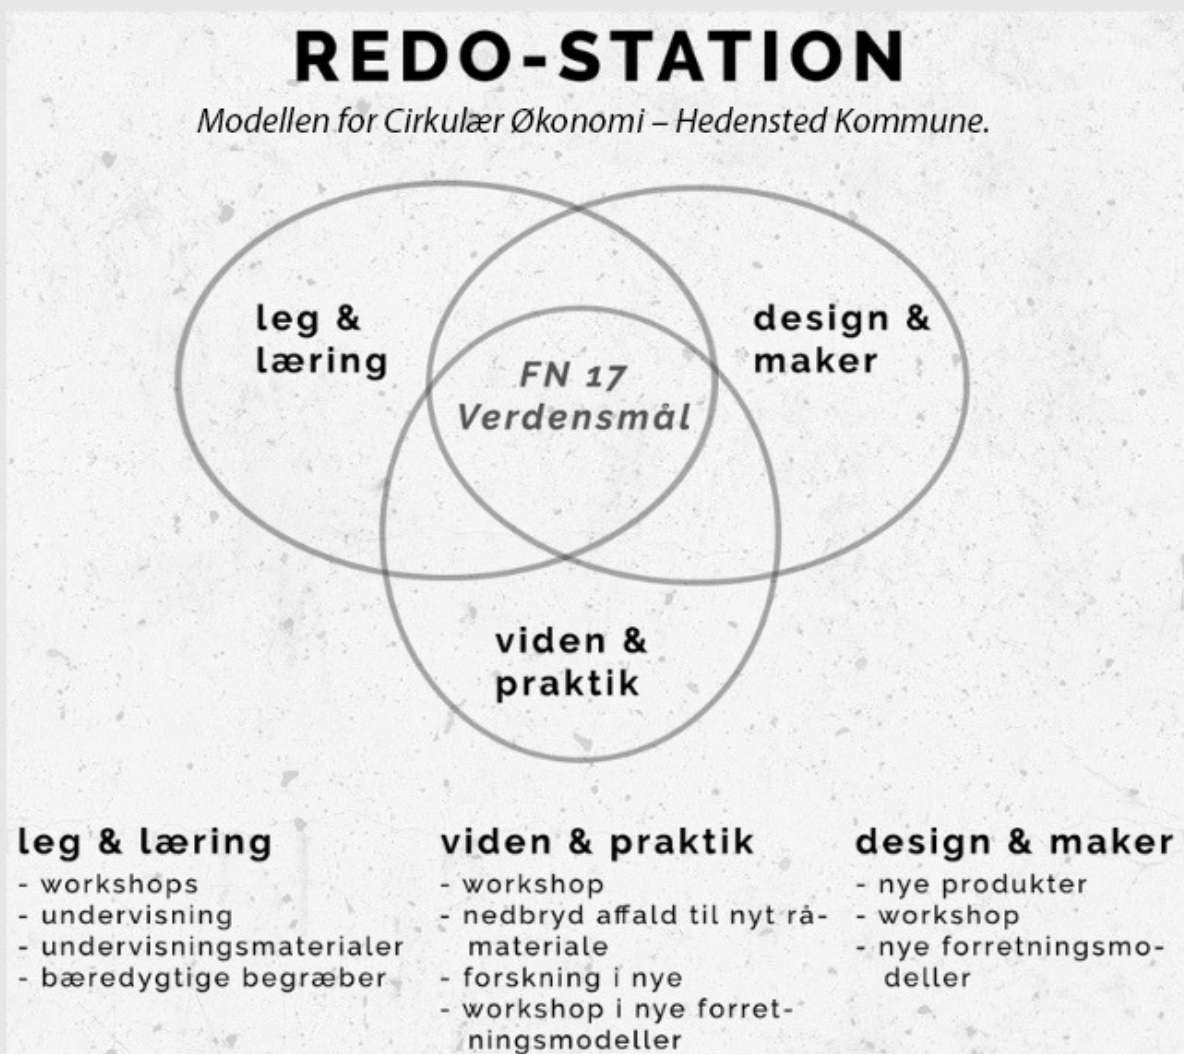 REDO-STATION
Modellen for Cirkulær Økonomi – Hedensted Kommune.
leg &
læring
design &
maker
FN 17
Verdensmål
viden &
praktik
leg & læring
- workshops
- undervisning
- undervisningsmaterialer
- bæredygtige begræber
viden & praktik
- workshop
- nedbryd affald til nyt rå-
materiale
- forskning i nye
- workshop i nye forret-
ningsmodeller
design & maker
- nye produkter
- workshop
- nye forretningsmo-
deller